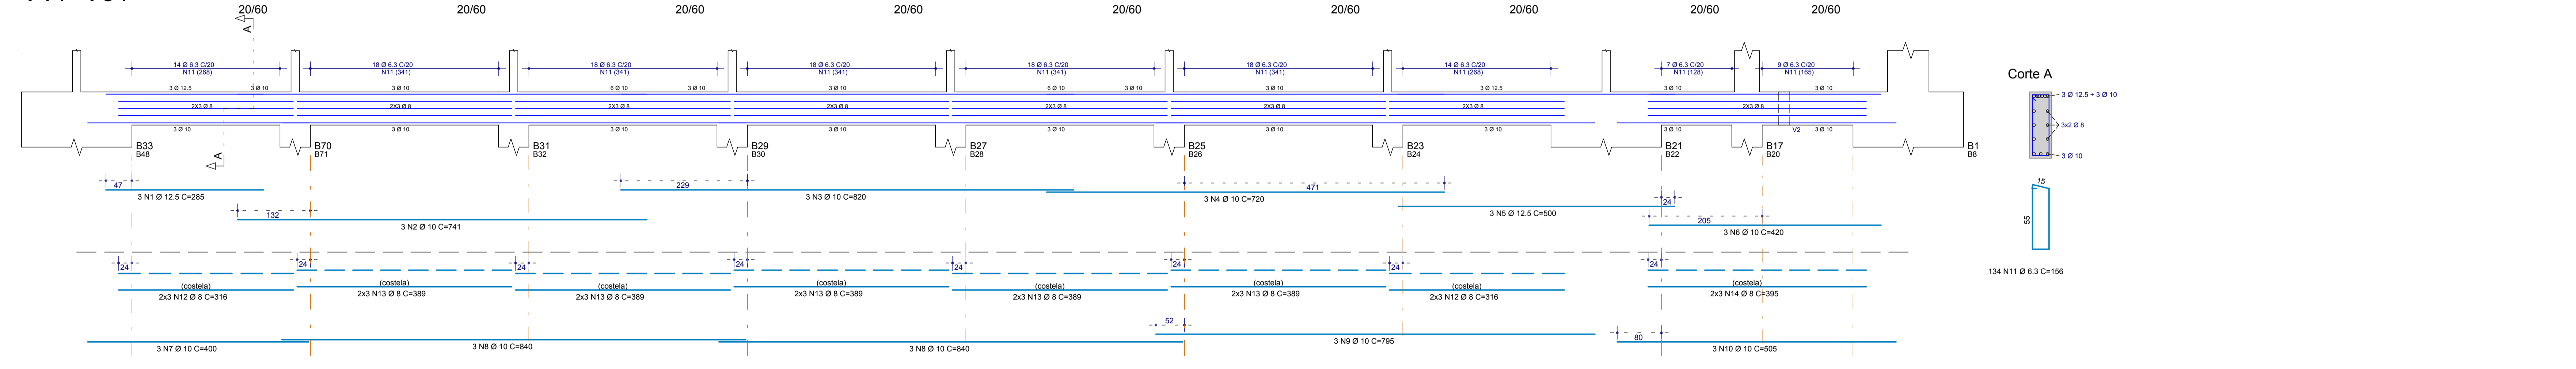 20/60 20/60 20/60 20/60 20/60 20/60 20/60 20/60 20/60
A
14 Ø 6.3 C/20 18 Ø 6.3 C/20 18 Ø 6.3 C/20 18 Ø 6.3 C/20 18 Ø 6.3 C/20 18 Ø 6.3 C/20 14 Ø 6.3 C/20 7 Ø 6.3 C/20 9 Ø 6.3 C/20
N11 (268) N11 (341) N11 (341) N11 (341) N11 (341) N11 (341) N11 (268) N11 (128) N11 (165)
Corte A
3 Ø 12.5 3 Ø 10 3 Ø 10 6 Ø 10 3 Ø 10 3 Ø 10 6 Ø 10 3 Ø 10 3 Ø 10 3 Ø 12.5 3 Ø 10 3 Ø 10
3 Ø 12.5 + 3 Ø 10
2X3 Ø 8 2X3 Ø 8 2X3 Ø 8 2X3 Ø 8 2X3 Ø 8 2X3 Ø 8 2X3 Ø 8 2X3 Ø 8
3x2 Ø 8
3 Ø 10 3 Ø 10 3 Ø 10 3 Ø 10 3 Ø 10 3 Ø 10 3 Ø 10 3 Ø 10 V2 3 Ø 10
B33 B70 B31 B29 B27 B25 B23 B21 B17 B1
B48 B71 B32 B30 B28 B26 B24 B22 B20 B8
A
3 Ø 10
47 229 471
15
3 N1 Ø 12.5 C=285 3 N3 Ø 10 C=820 3 N4 Ø 10 C=720
24
132 3 N5 Ø 12.5 C=500
205
55
3 N2 Ø 10 C=741 3 N6 Ø 10 C=420
24 24 24 24 24 24 24 24
134 N11 Ø 6.3 C=156
(costela) (costela) (costela) (costela) (costela) (costela) (costela) (costela)
2x3 N12 Ø 8 C=316 2x3 N13 Ø 8 C=389 2x3 N13 Ø 8 C=389 2x3 N13 Ø 8 C=389 2x3 N13 Ø 8 C=389 2x3 N13 Ø 8 C=389 2x3 N12 Ø 8 C=316 2x3 N14 Ø 8 C=395
52
80
3 N7 Ø 10 C=400 3 N8 Ø 10 C=840 3 N8 Ø 10 C=840 3 N9 Ø 10 C=795 3 N10 Ø 10 C=505